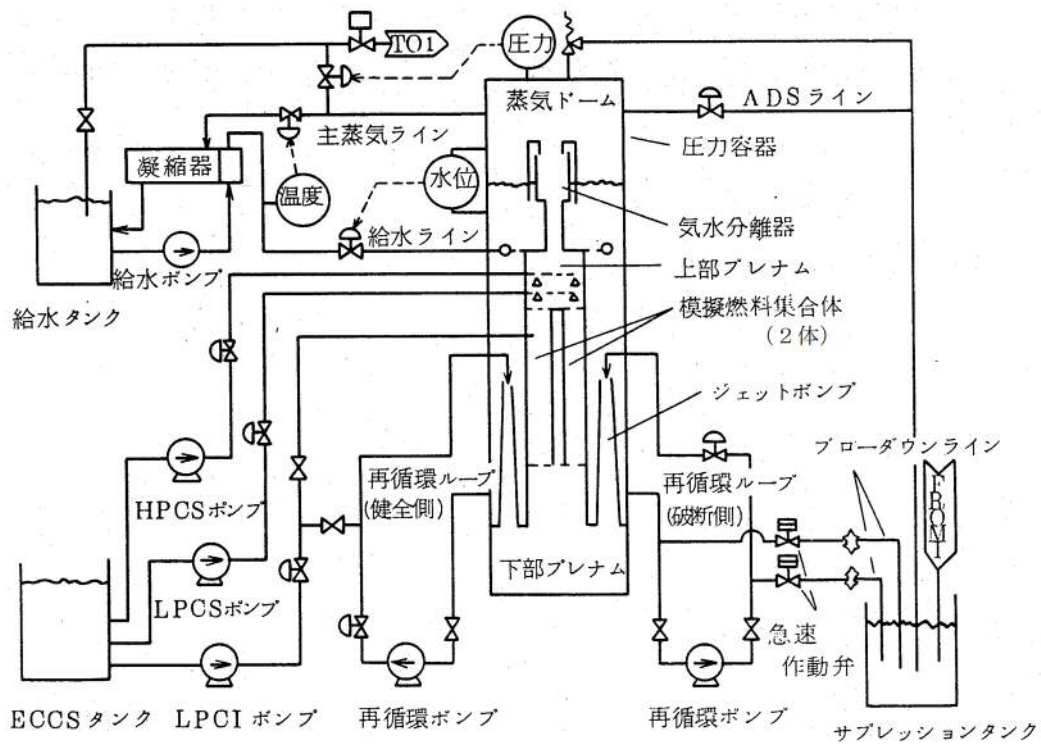 TO1
圧力
蒸気ドーム
ADSライン
主蒸気ライン
圧力容器
凝縮器
温度
水位
気水分離器
給水ライン
上部プレナム
給水ポンプ
給水タンク
模擬燃料集合体
(2体)
ジェットポンプ
ブローダウンライン
再循環ループ
(健全側)
再循環ループ
(破断側)
HPCSポンプ
FROM1
下部プレナム
LPCSポンプ
急速
作動弁
ECCSタンク
LPCIポンプ
再循環ポンプ
再循環ポンプ
サプレッションタンク